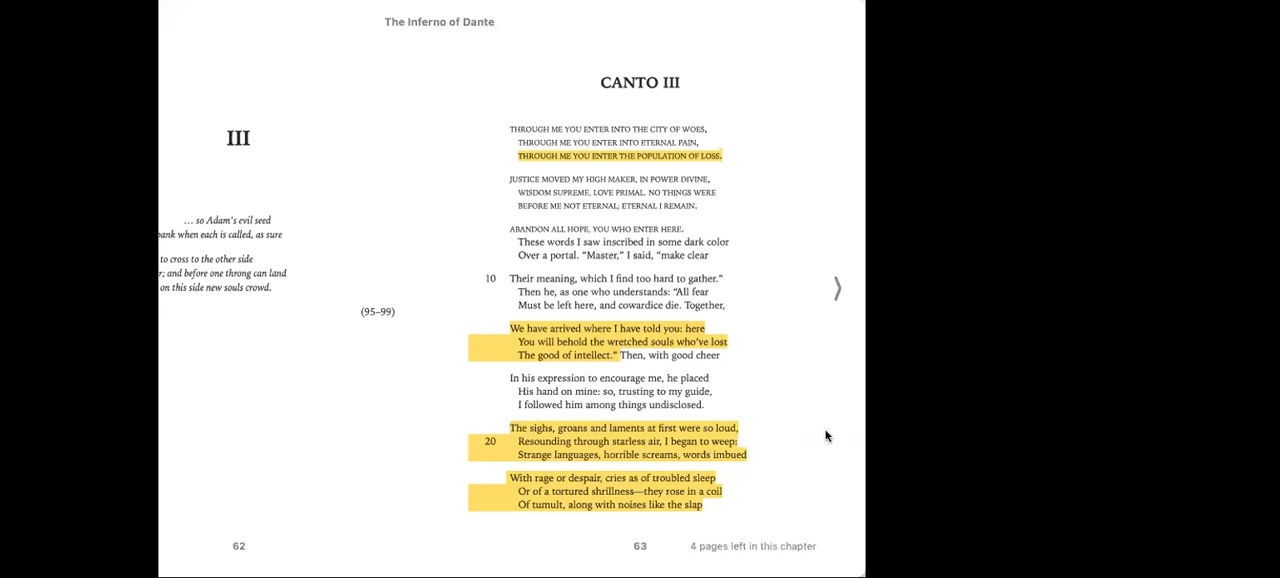 The Inferno of Dante
III
… so Adam's evil seed
bank when each is called, as sure
to cross to the other side
r; and before one throng can land
on this side new souls crowd.
(95–99)
62
CANTO III
THROUGH ME YOU ENTER INTO THE CITY OF WOES,
THROUGH ME YOU ENTER INTO ETERNAL PAIN,
THROUGH ME YOU ENTER THE POPULATION OF LOSS.
JUSTICE MOVED MY HIGH MAKER, IN POWER DIVINE,
WISDOM SUPREME, LOVE PRIMAL. NO THINGS WERE
BEFORE ME NOT ETERNAL; ETERNAL I REMAIN.
ABANDON ALL HOPE, YOU WHO ENTER HERE.
These words I saw inscribed in some dark color
Over a portal. “Master,” I said, “make clear
10 Their meaning, which I find too hard to gather.”
Then he, as one who understands: “All fear
Must be left here, and cowardice die. Together,
We have arrived where I have told you: here
You will behold the wretched souls who've lost
The good of intellect.” Then, with good cheer
In his expression to encourage me, he placed
His hand on mine: so, trusting to my guide,
I followed him among things undisclosed.
The sighs, groans and laments at first were so loud,
20 Resounding through starless air, I began to weep:
Strange languages, horrible screams, words imbued
With rage or despair, cries as of troubled sleep
Or of a tortured shrillness—they rose in a coil
Of tumult, along with noises like the slap
63
4 pages left in this chapter